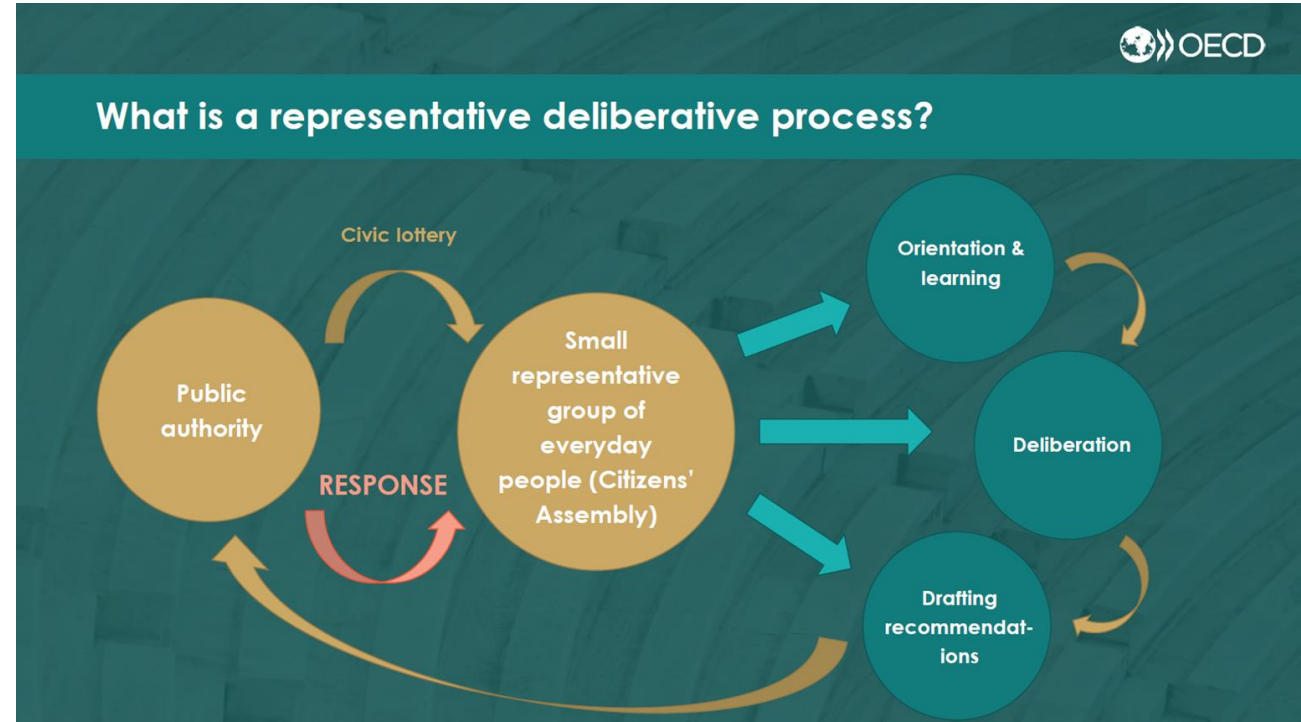 OECD
What is a representative deliberative process?
Civic lottery
Public
authority
RESPONSE
Small
representative
group of
everyday
people (Citizens’
Assembly)
Orientation &
learning
Deliberation
Drafting
recommendat-
ions